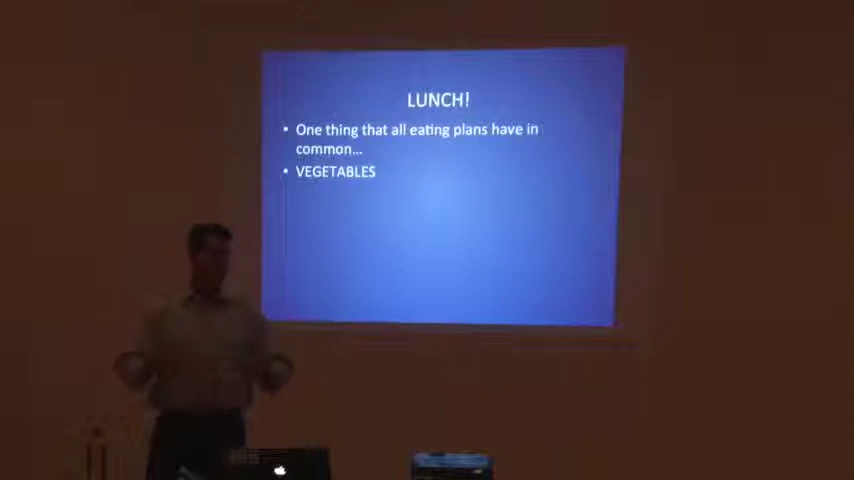 LUNCH!
• One thing that all eating plans have in
common...
• VEGETABLES